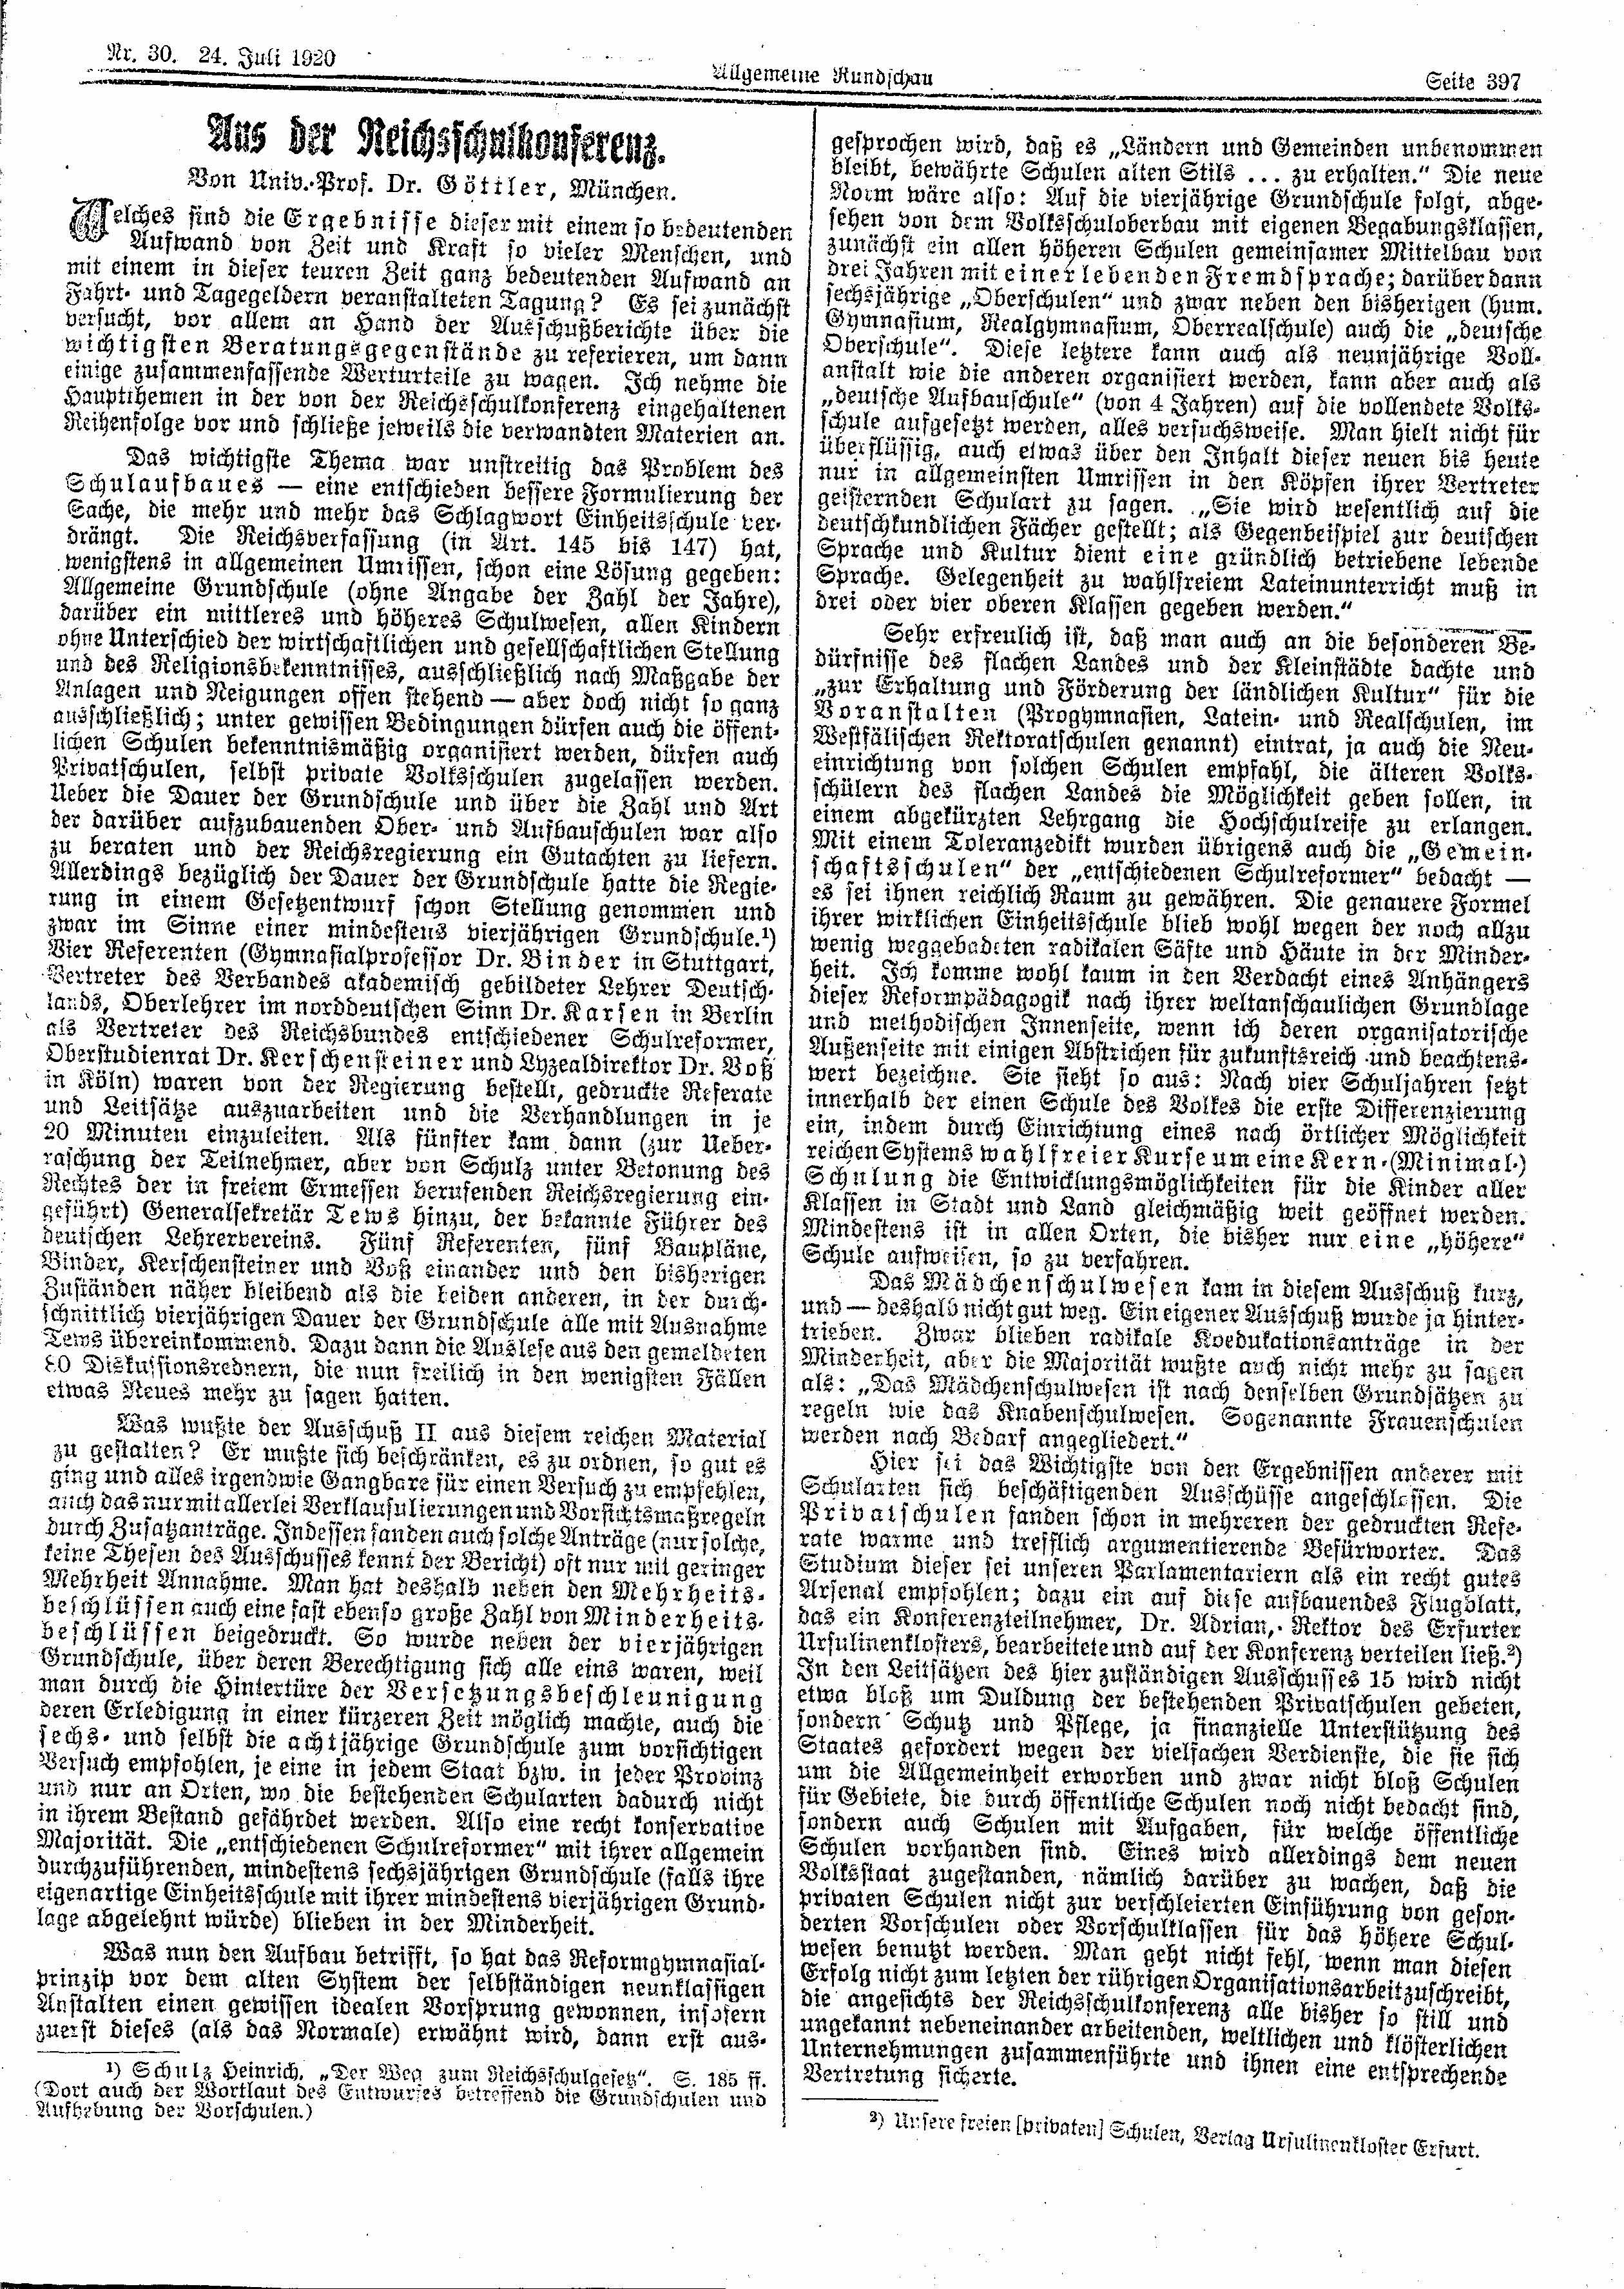 Nr. 30. 24. Juli 1920
Allgemeine Rundschau
Seite 397
Aus der Reichsschulkonferenz.
Von Univ.-Prof. Dr. Göttler, München.
Welches sind die Ergebnisse dieser mit einem so bedeutenden
Aufwand von Zeit und Kraft so vieler Menschen, und
mit einem in dieser teuren Zeit ganz bedeutenden Aufwand an
Fahrt- und Tagegeldern veranstalteten Tagung? Es sei zunächst
versucht, vor allem an Hand der Ausschußberichte über die
wichtigsten Beratungsgegenstände zu referieren, um dann
einige zusammenfassende Werturteile zu wagen. Ich nehme die
Hauptthemen in der von der Reichsschulkonferenz eingehaltenen
Reihenfolge vor und schließe jeweils die verwandten Materien an.
Das wichtigste Thema war unstreitig das Problem des
Schulaufbaues — eine entschieden bessere Formulierung der
Sache, die mehr und mehr das Schlagwort Einheitsschule ver-
drängt. Die Reichsverfassung (in Art. 145 bis 147) hat,
wenigstens in allgemeinen Umrissen, schon eine Lösung gegeben:
Allgemeine Grundschule (ohne Angabe der Zahl der Jahre),
darüber ein mittleres und höheres Schulwesen, allen Kindern
ohne Unterschied der wirtschaftlichen und gesellschaftlichen Stellung
und des Religionsbekenntnisses, ausschließlich nach Maßgabe der
Anlagen und Neigungen offen stehend — aber doch nicht so ganz
ausschließlich; unter gewissen Bedingungen dürfen auch die öffent-
lichen Schulen bekenntnismäßig organisiert werden, dürfen auch
Privatschulen, selbst private Volksschulen zugelassen werden.
Ueber die Dauer der Grundschule und über die Zahl und Art
der darüber aufzubauenden Ober- und Aufbauschulen war also
zu beraten und der Reichsregierung ein Gutachten zu liefern.
Allerdings bezüglich der Dauer der Grundschule hatte die Regie-
rung in einem Gesetzentwurf schon Stellung genommen und
zwar im Sinne einer mindestens vierjährigen Grundschule.¹)
Vier Referenten (Gymnasialprofessor Dr. Binder in Stuttgart,
Vertreter des Verbandes akademisch gebildeter Lehrer Deutsch-
lands, Oberlehrer im norddeutschen Sinn Dr. Karsen in Berlin
als Vertreter des Reichsbundes entschiedener Schulreformer,
Oberstudienrat Dr. Kerschensteiner und Lyzealdirektor Dr. Voß
in Köln) waren von der Regierung bestellt, gedruckte Referate
und Leitsätze auszuarbeiten und die Verhandlungen in je
20 Minuten einzuleiten. Als fünfter kam dann (zur Ueber-
raschung der Teilnehmer, aber von Schulz unter Betonung des
Rechtes der in freiem Ermessen berufenden Reichsregierung ein-
geführt) Generalsekretär Tews hinzu, der bekannte Führer des
deutschen Lehrervereins. Fünf Referenten, fünf Baupläne,
Binder, Kerschensteiner und Voß einander und den bisherigen
Zuständen näher bleibend als die beiden anderen, in der durch-
schnittlich vierjährigen Dauer der Grundschule alle mit Ausnahme
Tews übereinkommend. Dazu dann die Auslese aus den gemeldeten
80 Diskussionsrednern, die nun freilich in den wenigsten Fällen
etwas Neues mehr zu sagen hatten.
Was wußte der Ausschuß II aus diesem reichen Material
zu gestalten? Er mußte sich beschränken, es zu ordnen, so gut es
ging und alles irgendwie Gangbare für einen Versuch zu empfehlen,
auch das nur mit allerlei Verklausulierungen und Vorsichtsmaßregeln
durch Zusatzanträge. Indessen fanden auch solche Anträge (nur solche,
keine Thesen des Ausschusses kennt der Bericht) oft nur mit geringer
Mehrheit Annahme. Man hat deshalb neben den Mehrheits-
beschlüssen auch eine fast ebenso große Zahl von Minderheits-
beschlüssen beigedruckt. So wurde neben der vierjährigen
Grundschule, über deren Berechtigung sich alle eins waren, weil
man durch die Hintertüre der Versetzungsbeschleunigung
deren Erledigung in einer kürzeren Zeit möglich machte, auch die
sechs- und selbst die achtjährige Grundschule zum vorsichtigen
Versuch empfohlen, je eine in jedem Staat bzw. in jeder Provinz
und nur an Orten, wo die bestehenden Schularten dadurch nicht
in ihrem Bestand gefährdet werden. Also eine recht konservative
Majorität. Die „entschiedenen Schulreformer“ mit ihrer allgemein
durchzuführenden, mindestens sechsjährigen Grundschule (falls ihre
eigenartige Einheitsschule mit ihrer mindestens vierjährigen Grund-
lage abgelehnt würde) blieben in der Minderheit.
Was nun den Aufbau betrifft, so hat das Reformgymnasial-
prinzip vor dem alten System der selbständigen neunklassigen
Anstalten einen gewissen idealen Vorsprung gewonnen, insofern
zuerst dieses (als das Normale) erwähnt wird, dann erst aus-
¹) Schulz Heinrich, „Der Weg zum Reichsschulgesetz“. S. 185 ff.
(Dort auch der Wortlaut des Entwurfes betreffend die Grundschulen und
Aufhebung der Vorschulen.)
gesprochen wird, daß es „Ländern und Gemeinden unbenommen
bleibt, bewährte Schulen alten Stils ... zu erhalten.“ Die neue
Norm wäre also: Auf die vierjährige Grundschule folgt, abge-
sehen von dem Volksschuloberbau mit eigenen Begabungsklassen,
zunächst ein allen höheren Schulen gemeinsamer Mittelbau von
drei Jahren mit einer lebenden Fremdsprache; darüber dann
sechsjährige „Oberschulen“ und zwar neben den bisherigen (hum.
Gymnasium, Realgymnasium, Oberrealschule) auch die „deutsche
Oberschule“. Diese letztere kann auch als neunjährige Voll-
anstalt wie die anderen organisiert werden, kann aber auch als
„deutsche Aufbauschule“ (von 4 Jahren) auf die vollendete Volks-
schule aufgesetzt werden, alles versuchsweise. Man hielt nicht für
überflüssig, auch etwas über den Inhalt dieser neuen bis heute
nur in allgemeinsten Umrissen in den Köpfen ihrer Vertreter
geisternden Schulart zu sagen. „Sie wird wesentlich auf die
deutschkundlichen Fächer gestellt; als Gegenbeispiel zur deutschen
Sprache und Kultur dient eine gründlich betriebene lebende
Sprache. Gelegenheit zu wahlfreiem Lateinunterricht muß in
drei oder vier oberen Klassen gegeben werden.“
Sehr erfreulich ist, daß man auch an die besonderen Be-
dürfnisse des flachen Landes und der Kleinstädte dachte und
„zur Erhaltung und Förderung der ländlichen Kultur“ für die
Voranstalten (Progymnasien, Latein- und Realschulen, im
Westfälischen Rektoratschulen genannt) eintrat, ja auch die Neu-
einrichtung von solchen Schulen empfahl, die älteren Volks-
schülern des flachen Landes die Möglichkeit geben sollen, in
einem abgekürzten Lehrgang die Hochschulreife zu erlangen.
Mit einem Toleranzedikt wurden übrigens auch die „Gemein-
schaftsschulen“ der „entschiedenen Schulreformer“ bedacht —
es sei ihnen reichlich Raum zu gewähren. Die genauere Formel
ihrer wirklichen Einheitsschule blieb wohl wegen der noch allzu
wenig weggebadeten radikalen Säfte und Häute in der Minder-
heit. Ich komme wohl kaum in den Verdacht eines Anhängers
dieser Reformpädagogik nach ihrer weltanschaulichen Grundlage
und methodischen Innenseite, wenn ich deren organisatorische
Außenseite mit einigen Abstrichen für zukunftsreich und beachtens-
wert bezeichne. Sie sieht so aus: Nach vier Schuljahren setzt
innerhalb der einen Schule des Volkes die erste Differenzierung
ein, indem durch Einrichtung eines nach örtlicher Möglichkeit
reichen Systems wahlfreier Kurse um eine Kern-(Minimal-)
Schulung die Entwicklungsmöglichkeiten für die Kinder aller
Klassen in Stadt und Land gleichmäßig weit geöffnet werden.
Mindestens ist in allen Orten, die bisher nur eine „höhere“
Schule aufweisen, so zu verfahren.
Das Mädchenschulwesen kam in diesem Ausschuß kurz,
und — deshalb nicht gut weg. Ein eigener Ausschuß wurde ja hinter-
trieben. Zwar blieben radikale Koedukationsanträge in der
Minderheit, aber die Majorität wußte auch nicht mehr zu sagen
als: „Das Mädchenschulwesen ist nach denselben Grundsätzen zu
regeln wie das Knabenschulwesen. Sogenannte Frauenschulen
werden nach Bedarf angegliedert.“
Hier sei das Wichtigste von den Ergebnissen anderer mit
Schularten sich beschäftigenden Ausschüsse angeschlossen. Die
Privatschulen fanden schon in mehreren der gedruckten Refe-
rate warme und trefflich argumentierende Befürworter. Das
Studium dieser sei unseren Parlamentariern als ein recht gutes
Arsenal empfohlen; dazu ein auf diese aufbauendes Flugblatt,
das ein Konferenzteilnehmer, Dr. Adrian, Rektor des Erfurter
Ursulinenklosters, bearbeitete und auf der Konferenz verteilen ließ.²)
In den Leitsätzen des hier zuständigen Ausschusses 15 wird nicht
etwa bloß um Duldung der bestehenden Privatschulen gebeten,
sondern Schutz und Pflege, ja finanzielle Unterstützung des
Staates gefordert wegen der vielfachen Verdienste, die sie sich
um die Allgemeinheit erworben und zwar nicht bloß Schulen
für Gebiete, die durch öffentliche Schulen noch nicht bedacht sind,
sondern auch Schulen mit Aufgaben, für welche öffentliche
Schulen vorhanden sind. Eines wird allerdings dem neuen
Volksstaat zugestanden, nämlich darüber zu wachen, daß die
privaten Schulen nicht zur verschleierten Einführung von geson-
derten Vorschulen oder Vorschulklassen für das höhere Schul-
wesen benutzt werden. Man geht nicht fehl, wenn man diesen
Erfolg nicht zum letzten der rührigen Organisationsarbeit zuschreibt,
die angesichts der Reichsschulkonferenz alle bisher so still und
ungekannt nebeneinander arbeitenden, weltlichen und klösterlichen
Unternehmungen zusammenführte und ihnen eine entsprechende
Vertretung sicherte.
²) Unsere freien [privaten] Schulen, Verlag Ursulinenkloster Erfurt.